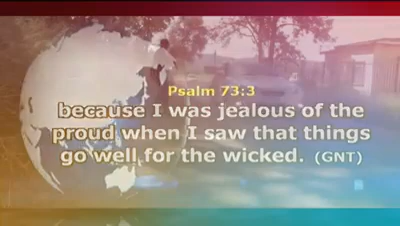 Psalm 73:3
because I was jealous of the
proud when I saw that things
go well for the wicked. (GNT)